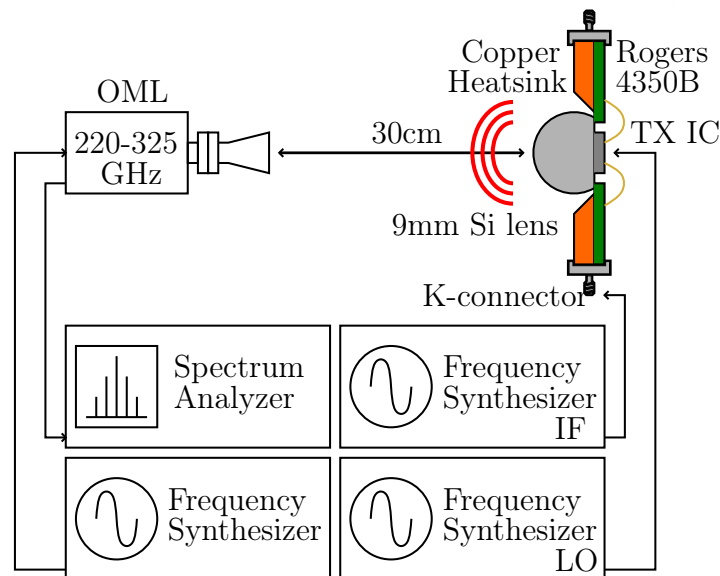 Copper
Heatsink
Rogers
4350B
OML
220-325
GHz
30cm
TX IC
9mm Si lens
K-connector
Spectrum
Analyzer
Frequency
Synthesizer
IF
Frequency
Synthesizer
Frequency
Synthesizer
LO